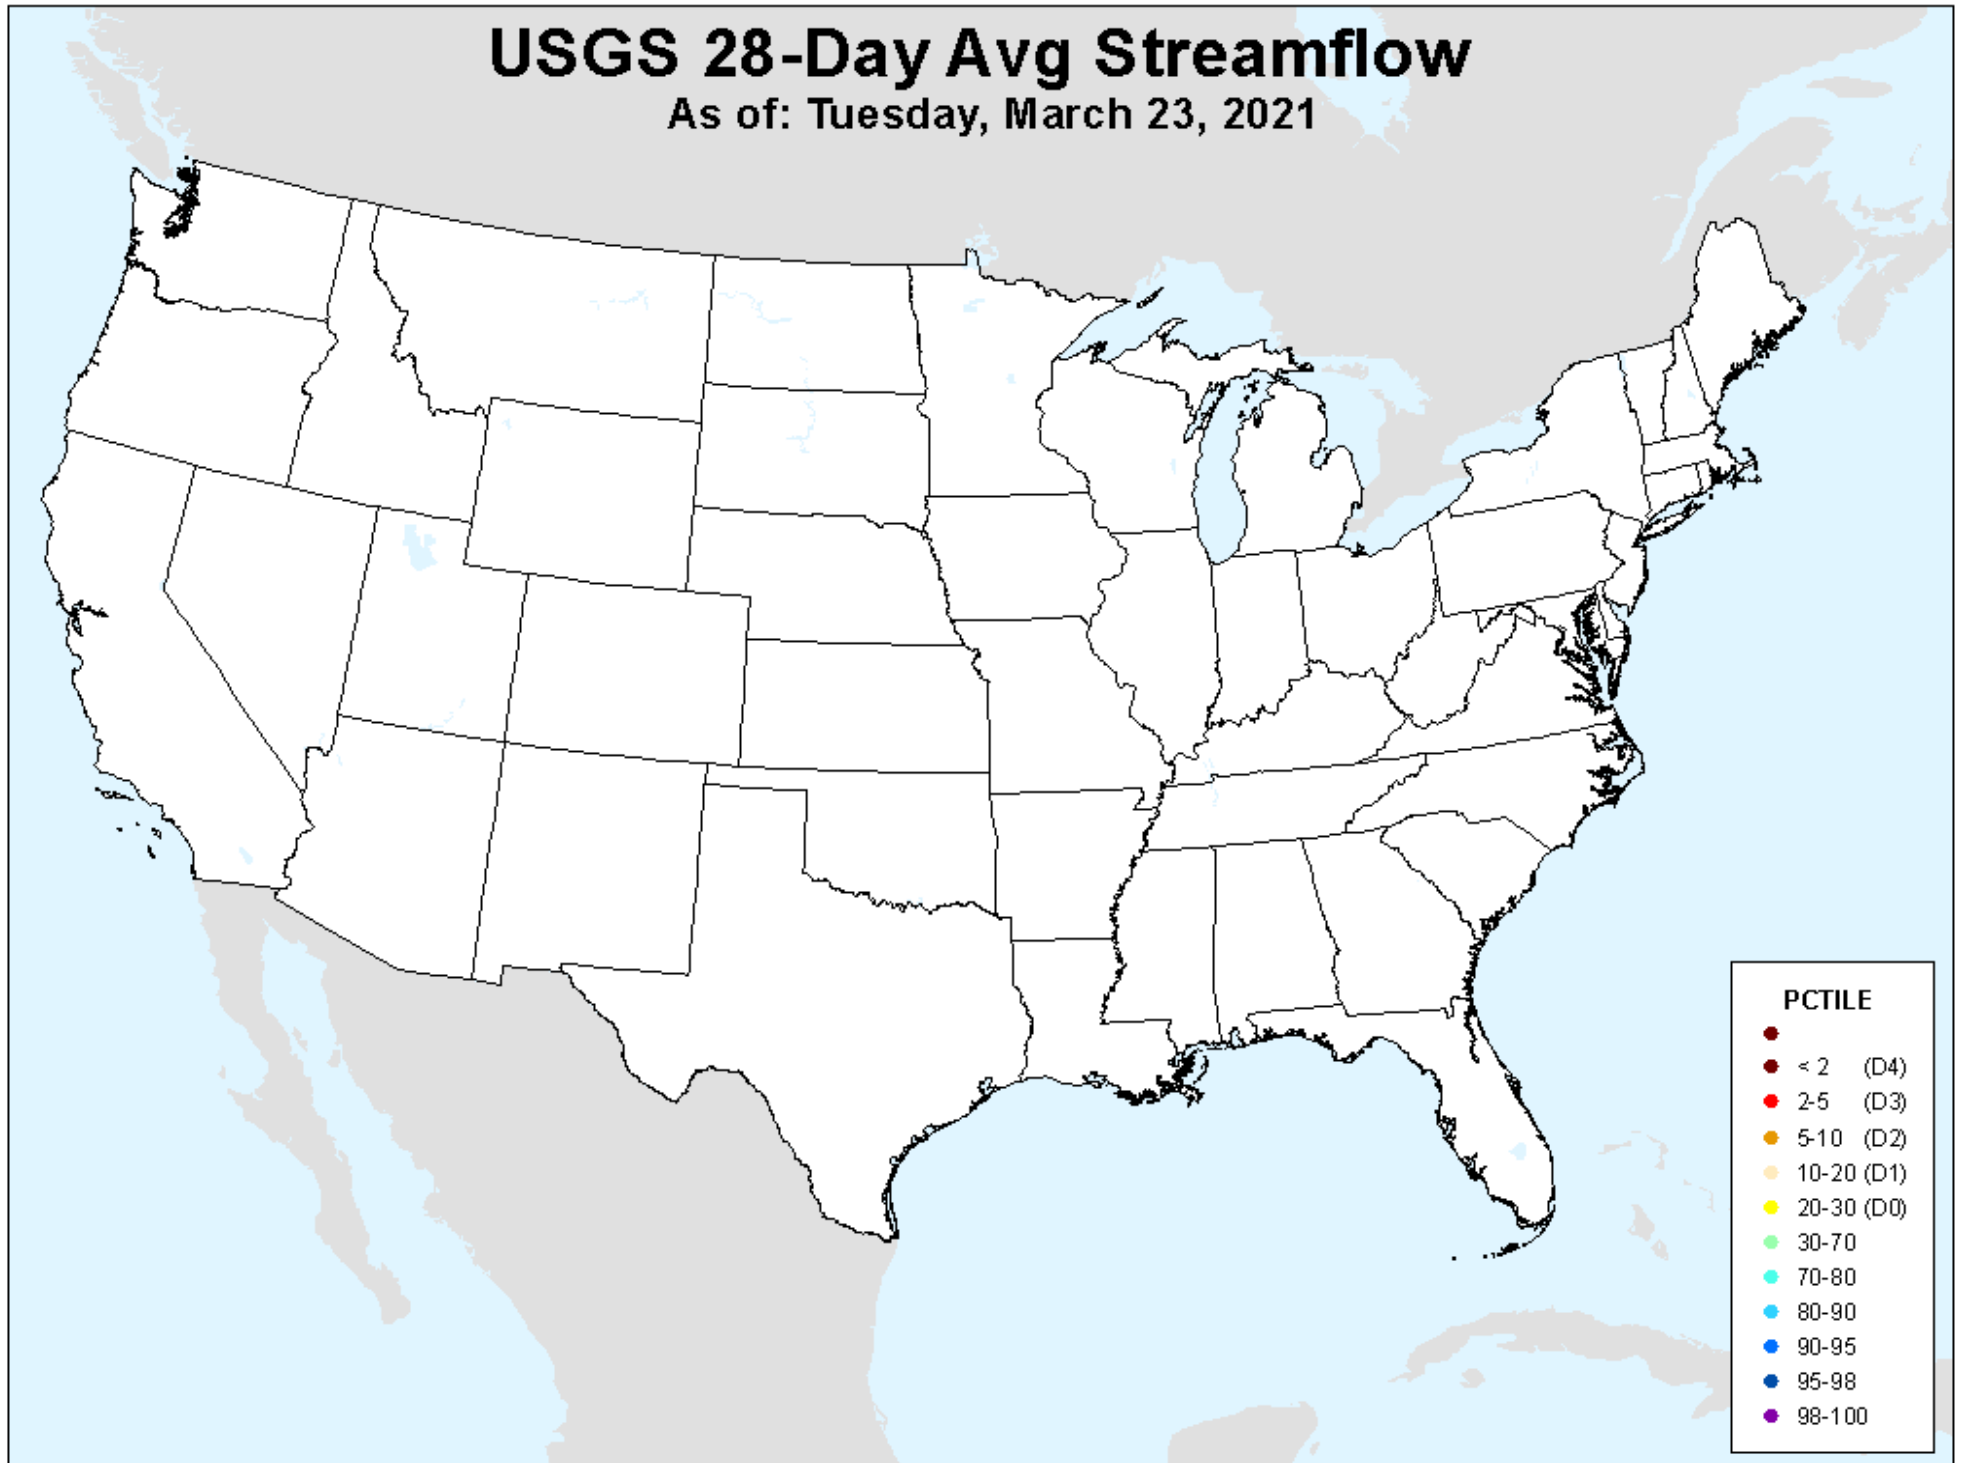 USGS 28-Day Avg Streamflow
As of: Tuesday, March 23, 2021
PCTILE
< 2 (D4)
2-5 (D3)
5-10 (D2)
10-20 (D1)
20-30 (D0)
30-70
70-80
80-90
90-95
95-98
98-100